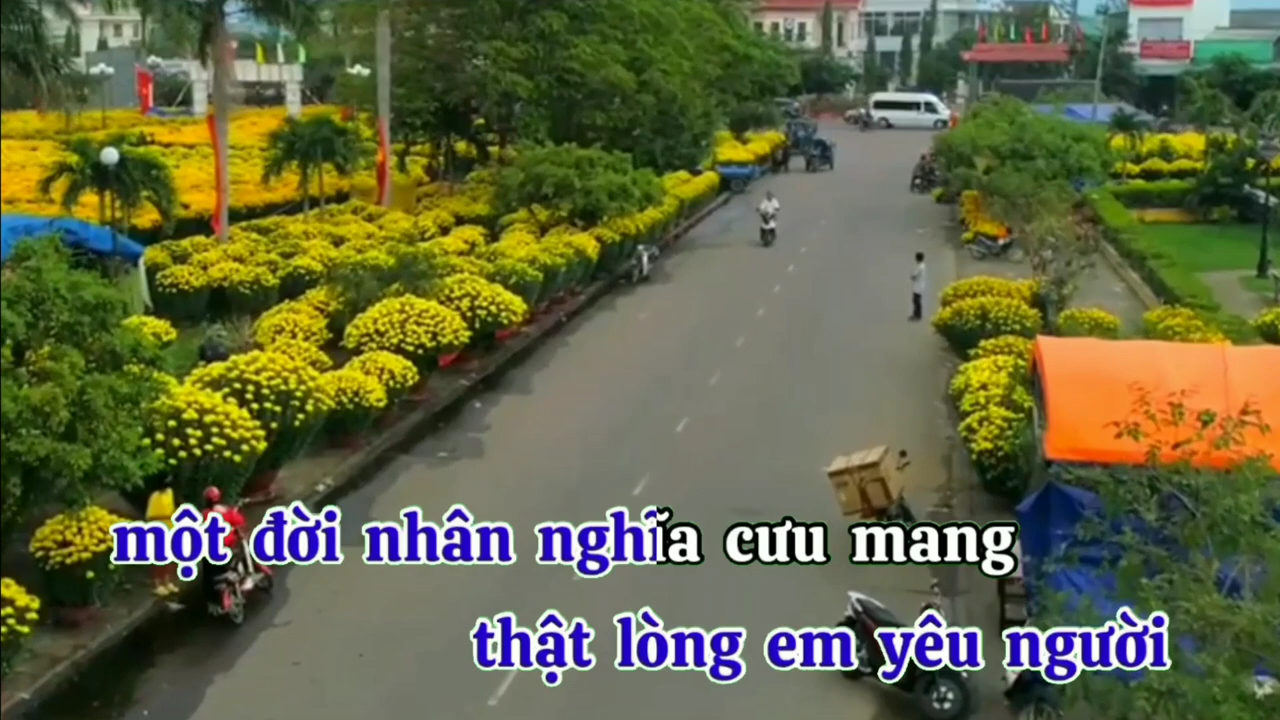 một đời nhân nghĩa cưu mang
thật lòng em yêu người